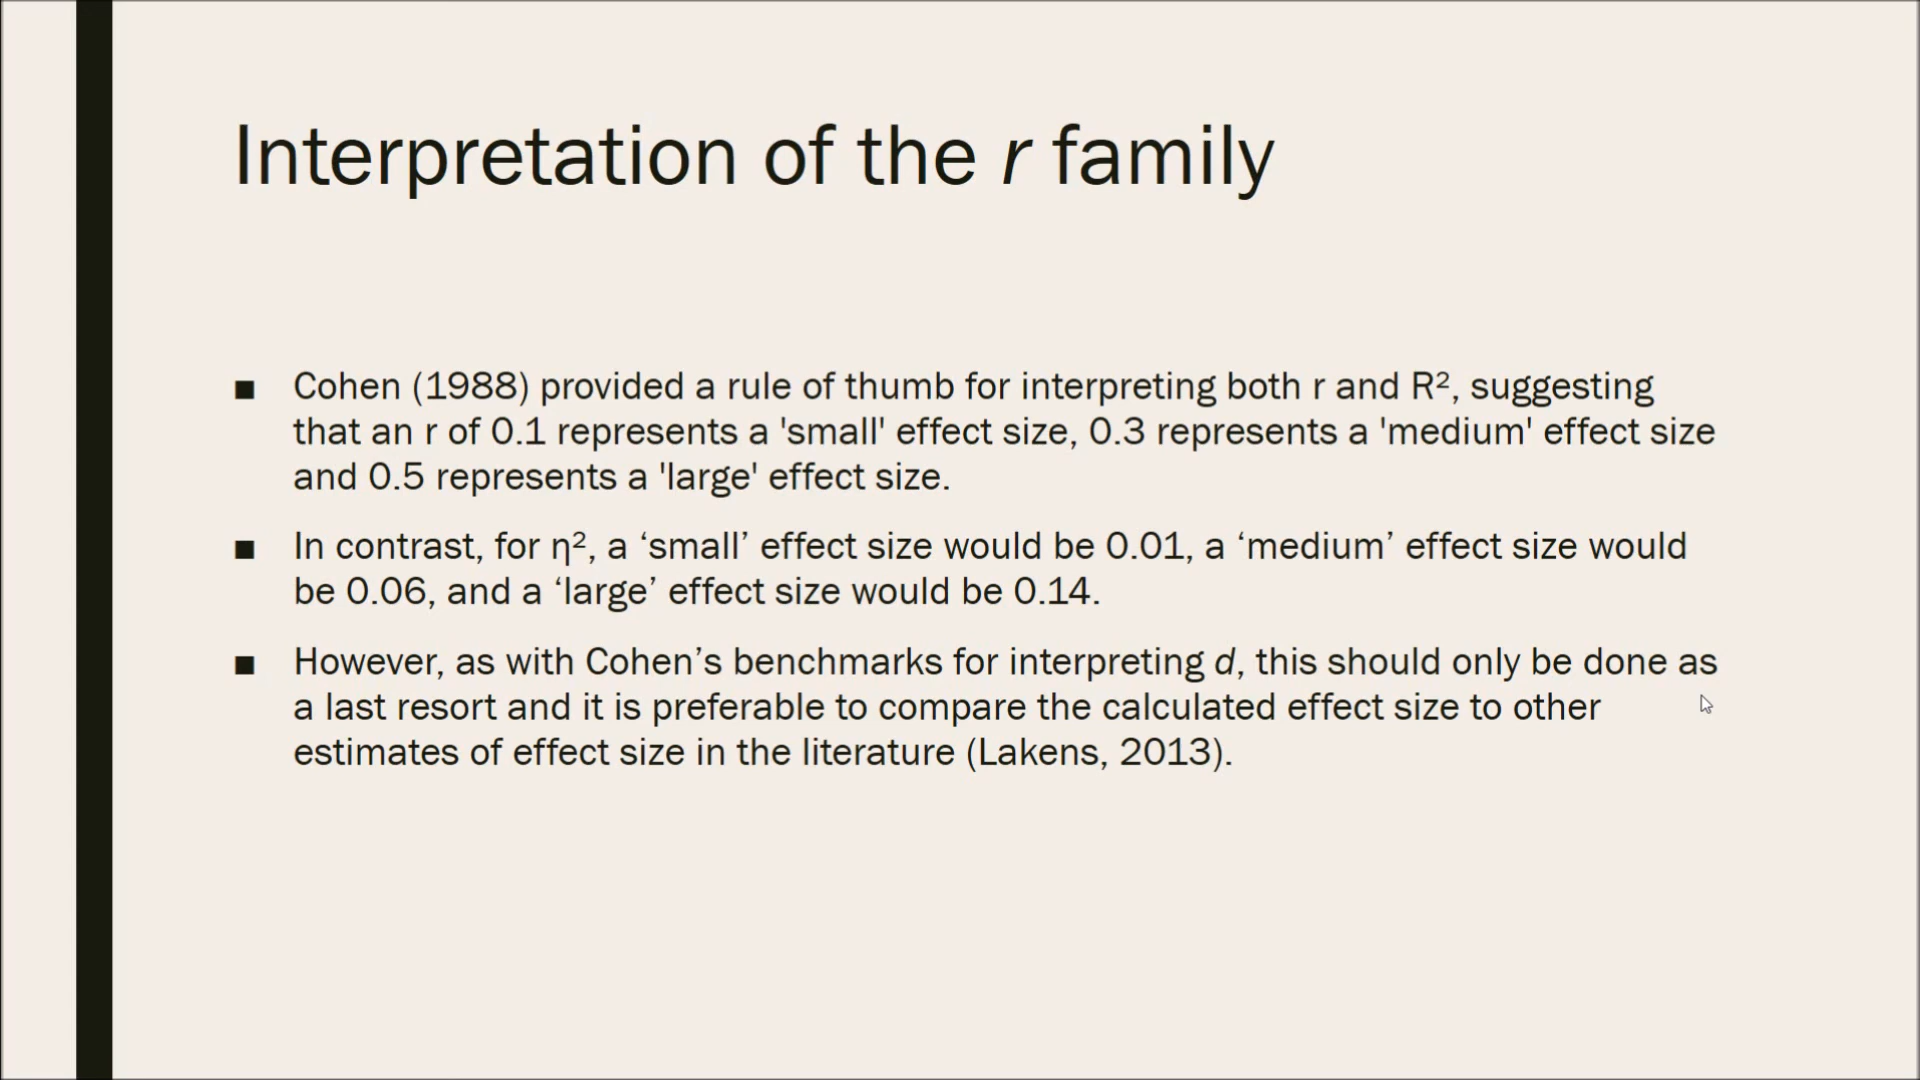 Interpretation of the r family
■ Cohen (1988) provided a rule of thumb for interpreting both r and R², suggesting
that an r of 0.1 represents a 'small' effect size, 0.3 represents a 'medium' effect size
and 0.5 represents a 'large' effect size.
■ In contrast, for η², a ‘small’ effect size would be 0.01, a ‘medium’ effect size would
be 0.06, and a ‘large’ effect size would be 0.14.
■ However, as with Cohen’s benchmarks for interpreting d, this should only be done as
a last resort and it is preferable to compare the calculated effect size to other
estimates of effect size in the literature (Lakens, 2013).